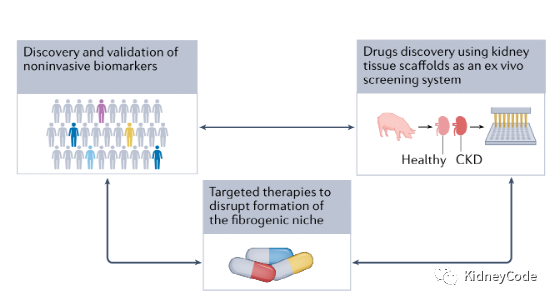 Discovery and validation of
noninvasive biomarkers
Drugs discovery using kidney
tissue scaffolds as an ex vivo
screening system
Healthy CKD
Targeted therapies to
disrupt formation of
the fibrogenic niche
KidneyCode